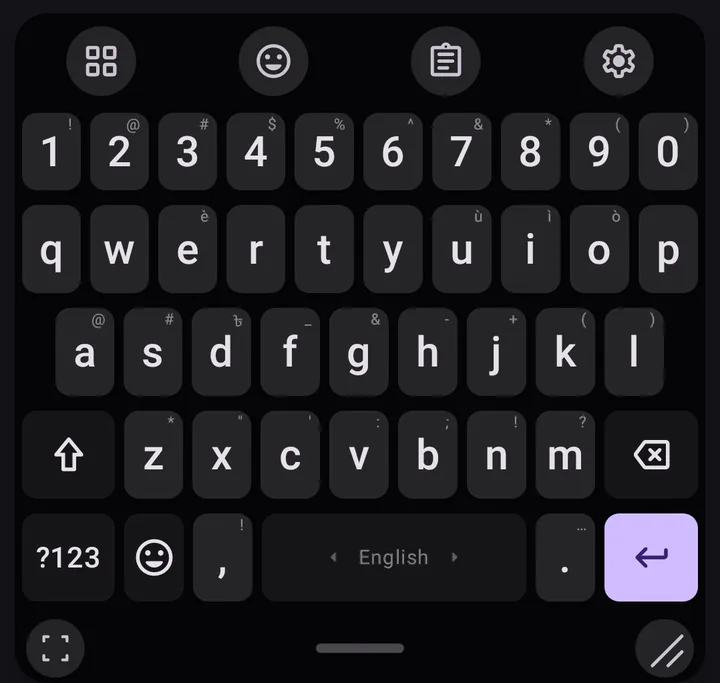 1 ! 2 @ 3 # 4 $ 5 % 6 ^ 7 & 8 * 9 ( 0 )
q w e è r t y u ù i ì o ò p
a @ s # d f _ g & h - j + k ( l )
z * x " c ' v : b ; n ! m ?
?123 , ! English . …